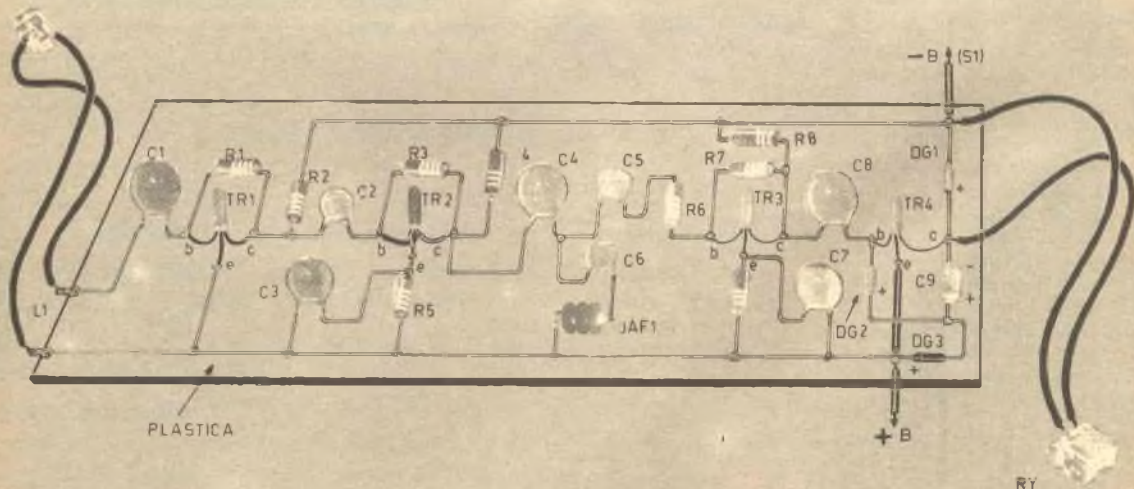 — B (S1)
C1
R1
R3
R8
R7
4
C4
C5
C8
DG1
+
R2
C2
TR1
TR2
R6
TR3
TR4
b
c
b
c
b
c
b
c
e
e
e
e
C3
R5
C6
C7
C9
-
+
+
L1
JAF1
DG2
DG3
+
PLASTICA
+ B
RY